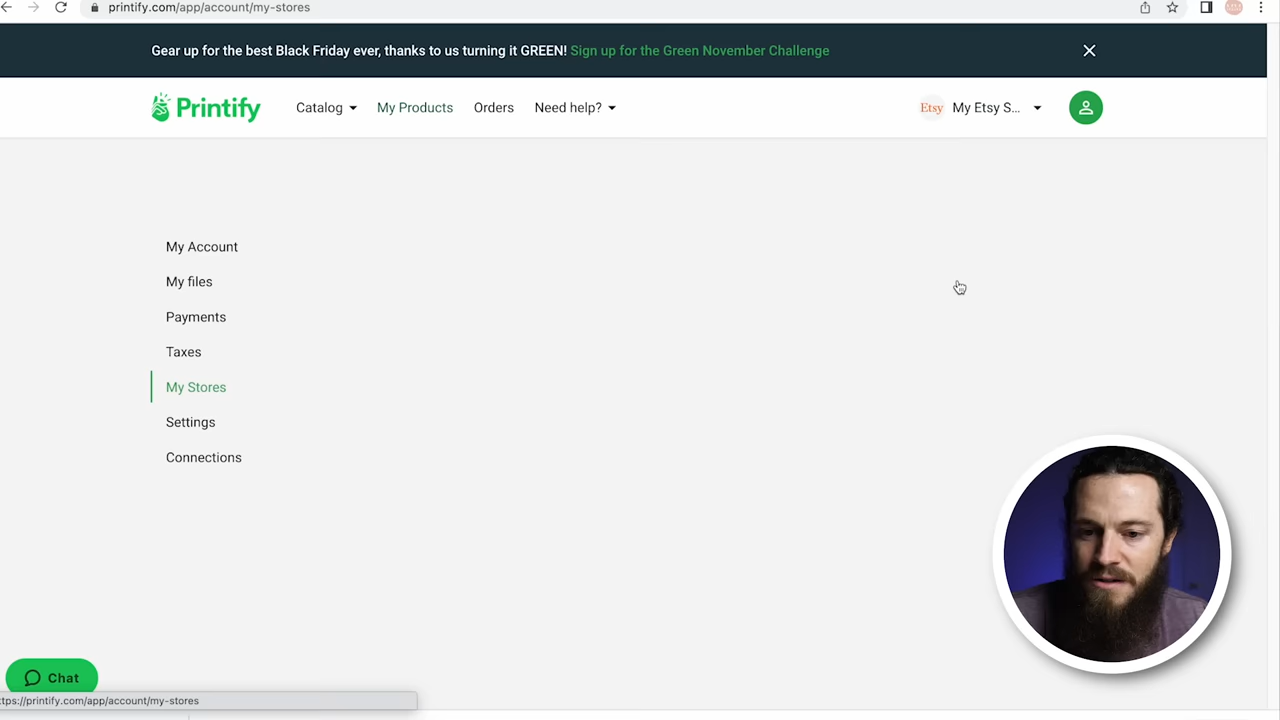 printify.com/app/account/my-stores
Gear up for the best Black Friday ever, thanks to us turning it GREEN! Sign up for the Green November Challenge
Printify Catalog My Products Orders Need help? Etsy My Etsy S...
My Account
My files
Payments
Taxes
My Stores
Settings
Connections
Chat
ttps://printify.com/app/account/my-stores